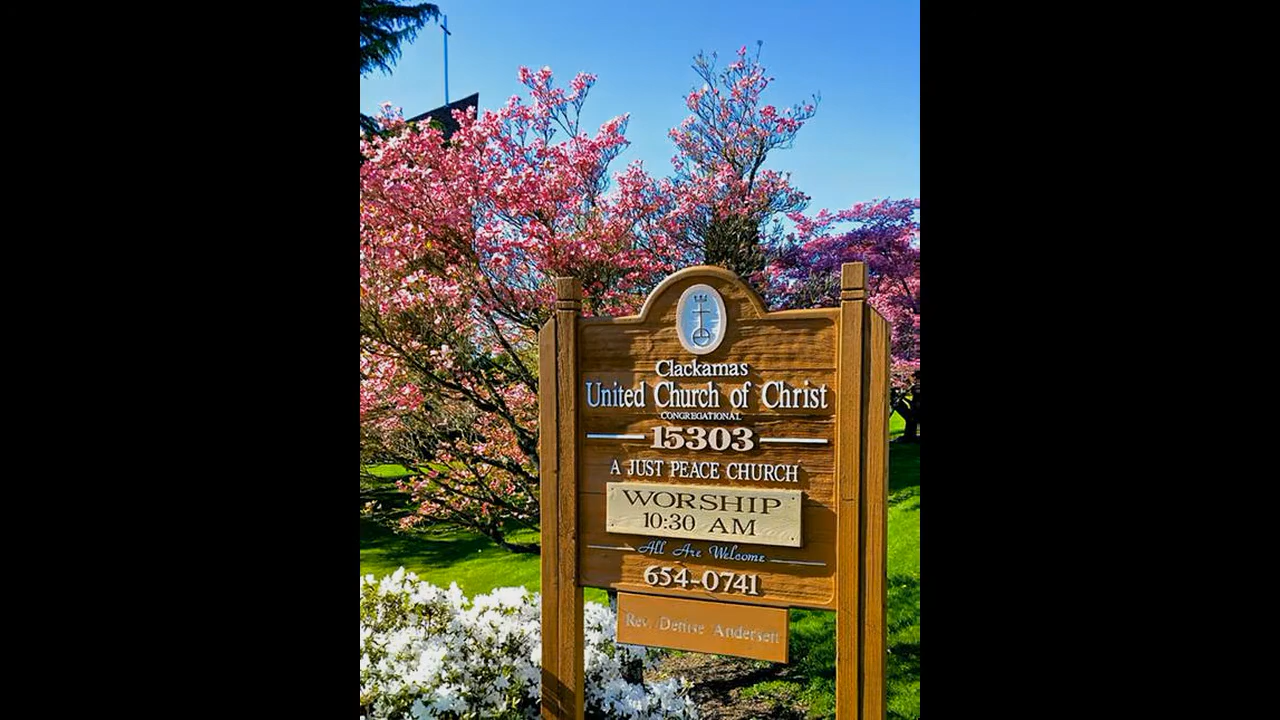 Clackamas
United Church of Christ
CONGREGATIONAL
15303
A JUST PEACE CHURCH
WORSHIP
10:30 AM
All Are Welcome
654-0741
Rev. Denise Andersen